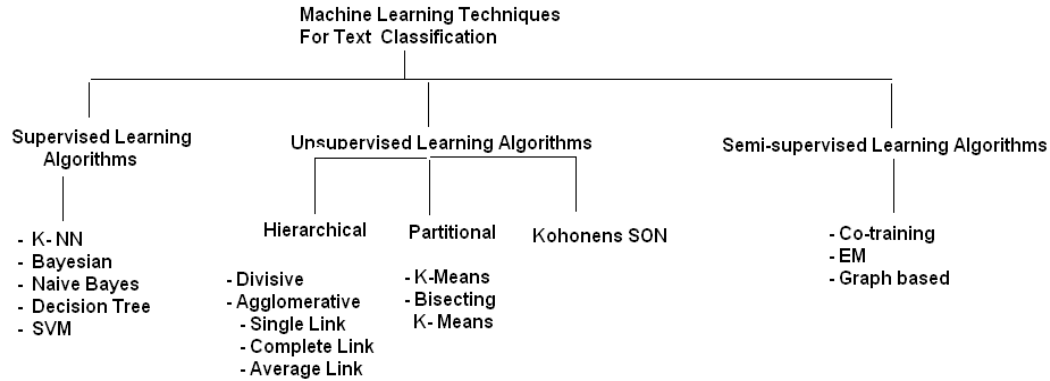 Machine Learning Techniques
For Text Classification
Supervised Learning
Algorithms
- K- NN
- Bayesian
- Naive Bayes
- Decision Tree
- SVM
Unsupervised Learning Algorithms
Hierarchical
- Divisive
- Agglomerative
- Single Link
- Complete Link
- Average Link
Partitional
- K-Means
- Bisecting
K- Means
Kohonens SON
Semi-supervised Learning Algorithms
- Co-training
- EM
- Graph based